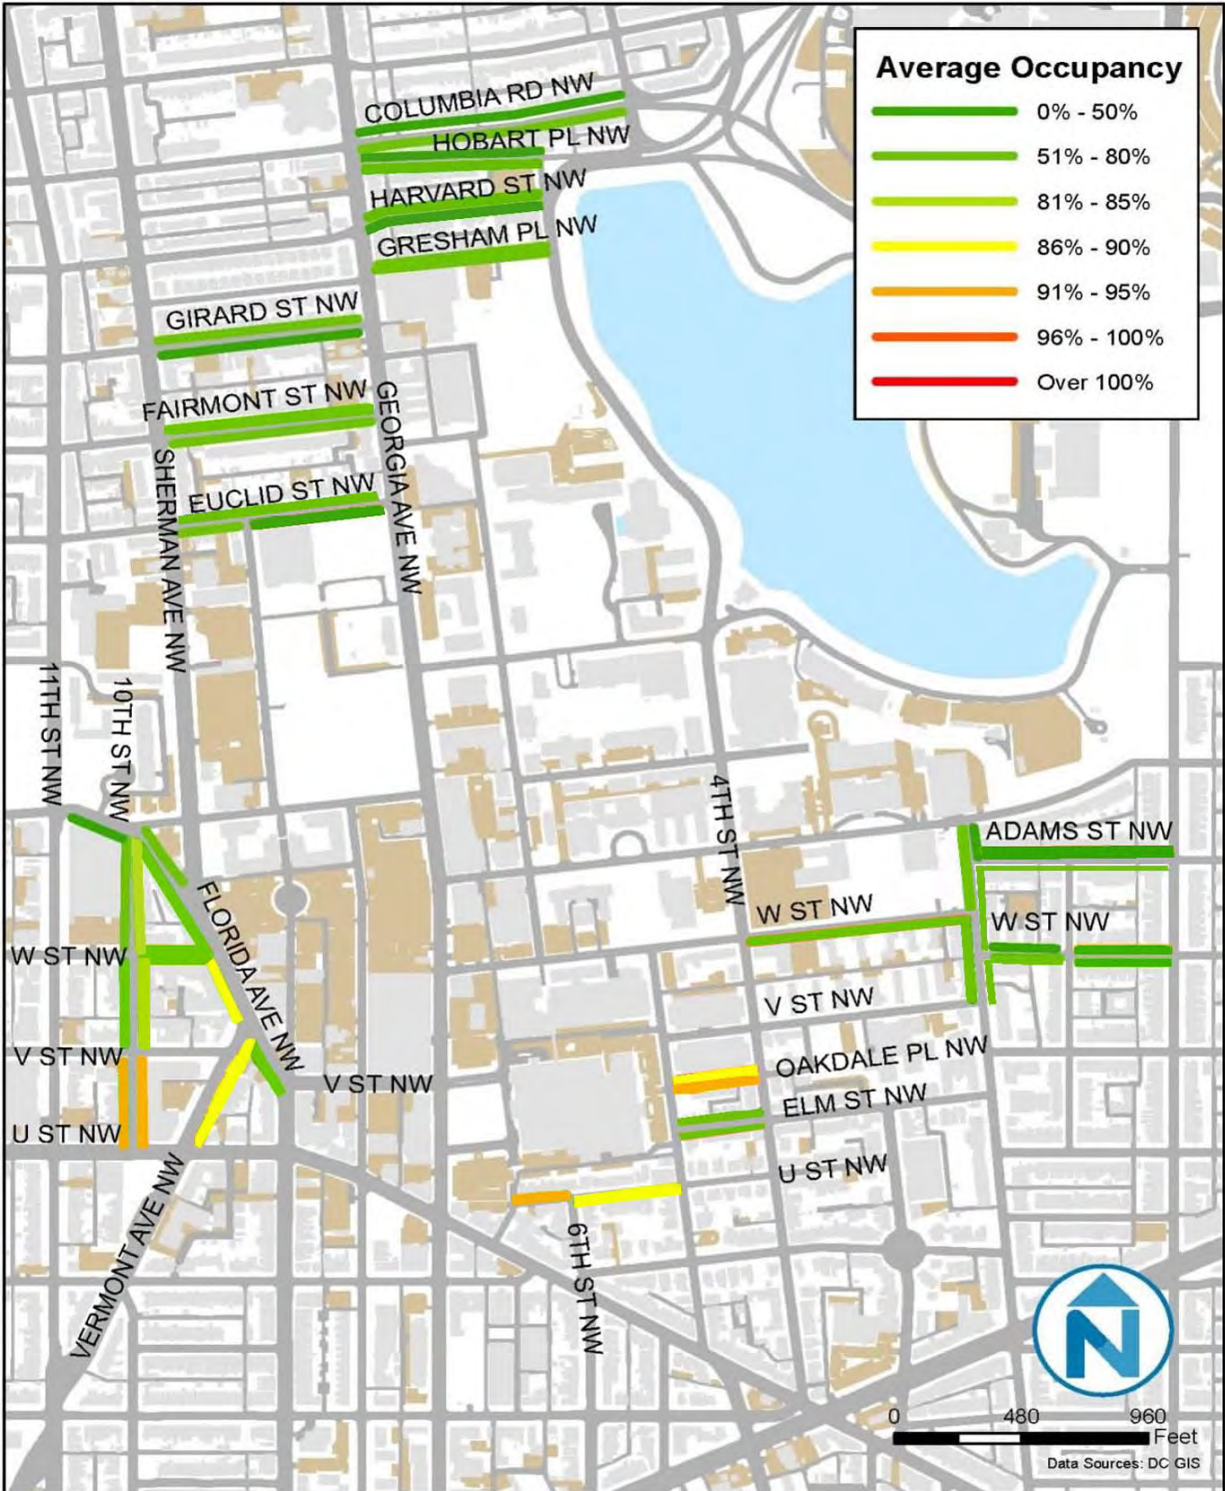 Average Occupancy
0% - 50%
51% - 80%
81% - 85%
86% - 90%
91% - 95%
96% - 100%
Over 100%
COLUMBIA RD NW
HOBART PL NW
HARVARD ST NW
GRESHAM PL NW
GIRARD ST NW
FAIRMONT ST NW
GEORGIA AVE NW
SHERMAN AVE NW
EUCLID ST NW
11TH ST NW
10TH ST NW
4TH ST NW
ADAMS ST NW
FLORIDA AVE NW
W ST NW
W ST NW
W ST NW
V ST NW
V ST NW
V ST NW
OAKDALE PL NW
ELM ST NW
U ST NW
U ST NW
VERMONT AVE NW
6TH ST NW
N
0 480 960
Feet
Data Sources: DC GIS